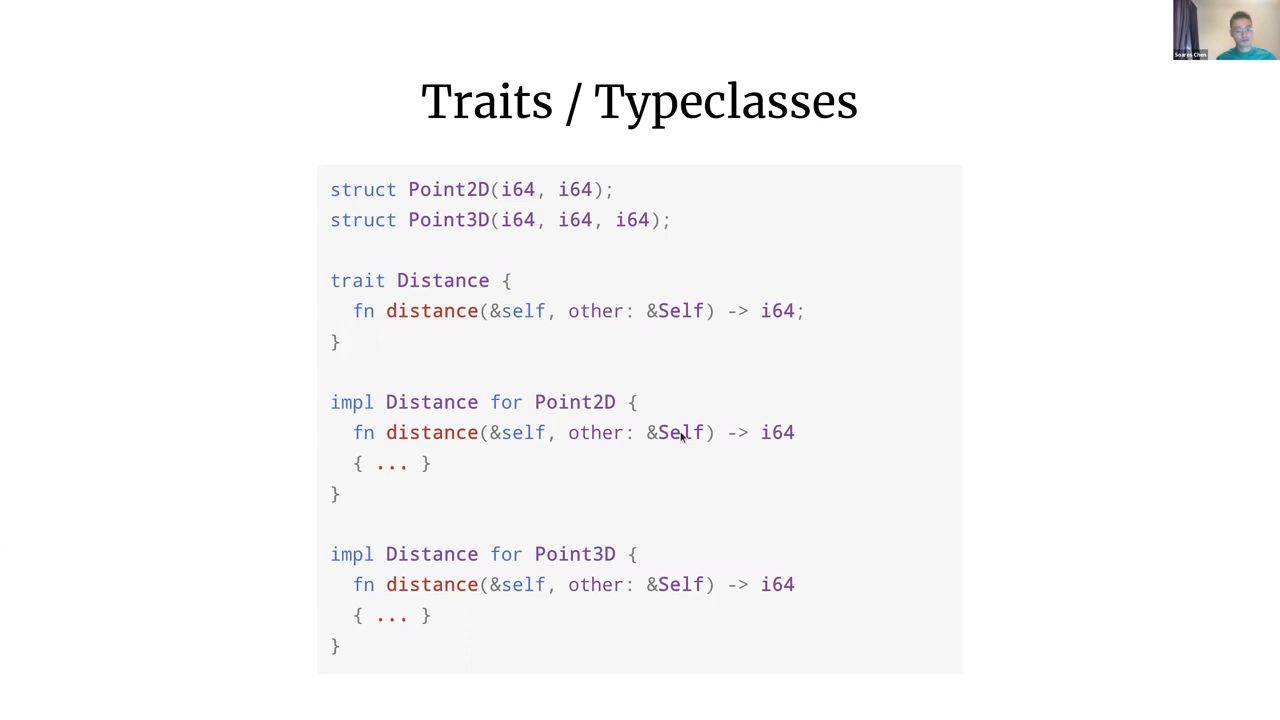 Soares Chen
Traits / Typeclasses
struct Point2D(i64, i64);
struct Point3D(i64, i64, i64);
trait Distance {
  fn distance(&self, other: &Self) -> i64;
}
impl Distance for Point2D {
  fn distance(&self, other: &Self) -> i64
  { ... }
}
impl Distance for Point3D {
  fn distance(&self, other: &Self) -> i64
  { ... }
}